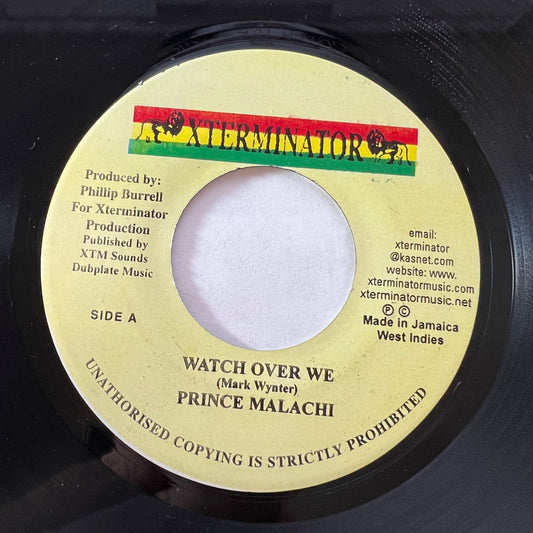 XTERMINATOR
Produced by:
Phillip Burrell
For Xterminator
Production
Published by
XTM Sounds
Dubplate Music
SIDE A
email:
xterminator
@kasnet.com
website: www.
xterminatormusic.com
xterminatormusic.net
Ⓟ Ⓒ
Made in Jamaica
West Indies
WATCH OVER WE
(Mark Wynter)
PRINCE MALACHI
UNATHORISED COPYING IS STRICTLY PROHIBITED